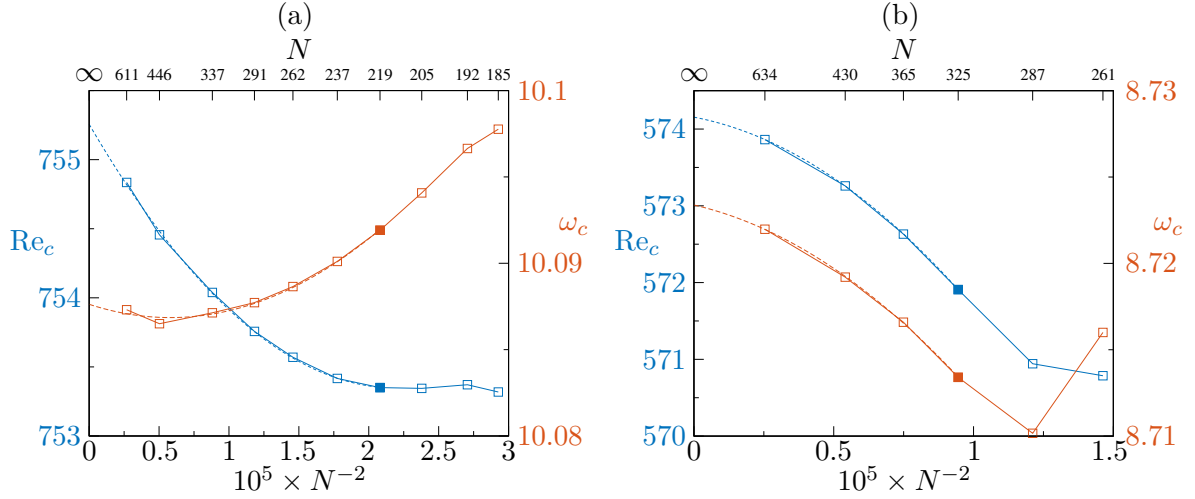 (a)
N
∞ 611 446 337 291 262 237 219 205 192 185
10.1
755
Re_c
ω_c
10.09
754
753
10.08
0 0.5 1 1.5 2 2.5 3
10^5 × N^{-2}
(b)
N
∞ 634 430 365 325 287 261
8.73
574
573
Re_c
ω_c
8.72
572
571
570
8.71
0 0.5 1 1.5
10^5 × N^{-2}